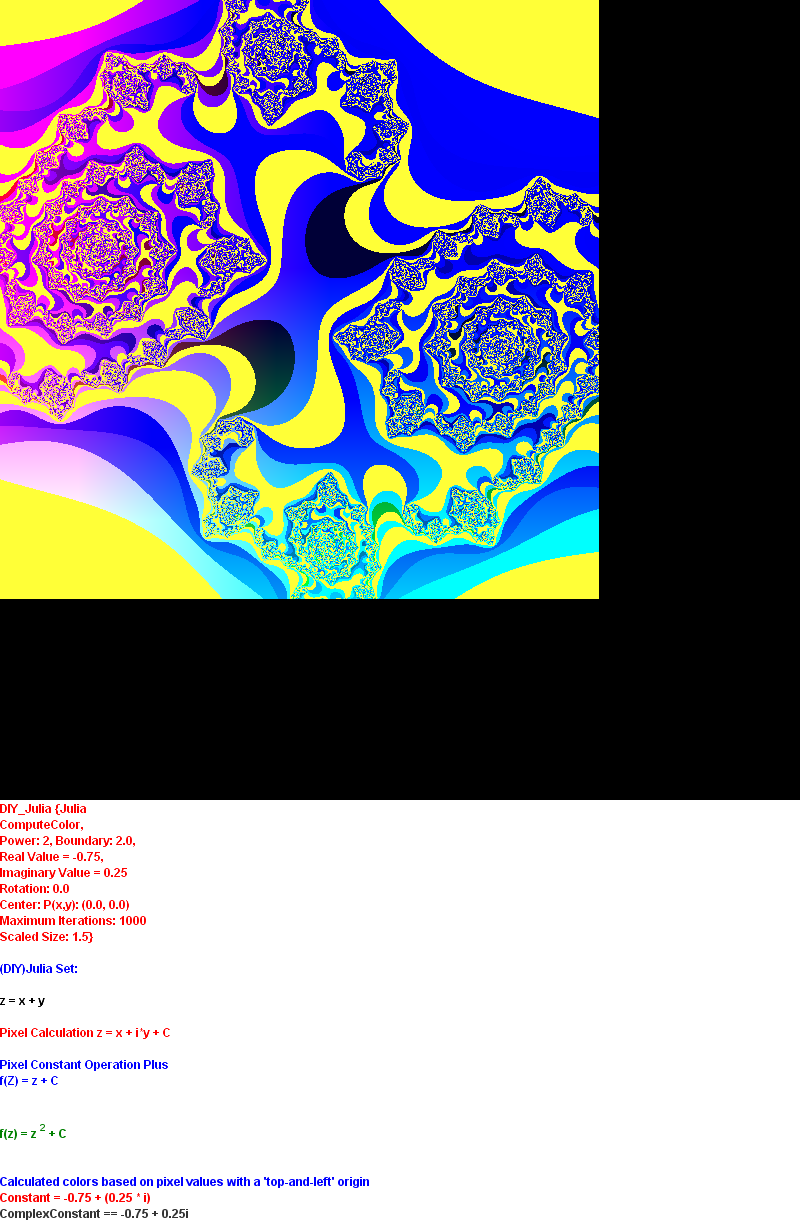 DIY_Julia {Julia
ComputeColor,
Power: 2, Boundary: 2.0,
Real Value = -0.75,
Imaginary Value = 0.25
Rotation: 0.0
Center: P(x,y): (0.0, 0.0)
Maximum Iterations: 1000
Scaled Size: 1.5}
(DIY)Julia Set:
z = x + y
Pixel Calculation z = x + i*y + C
Pixel Constant Operation Plus
f(Z) = z + C
f(z) = z 2 + C
Calculated colors based on pixel values with a 'top-and-left' origin
Constant = -0.75 + (0.25 * i)
ComplexConstant == -0.75 + 0.25i